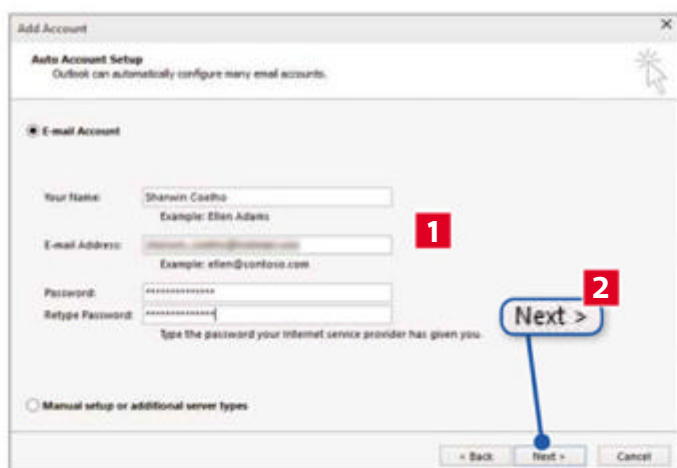 Add Account
Auto Account Setup
Outlook can automatically configure many email accounts.
E-mail Account
Your Name: Sherwin Coelho
Example: Ellen Adams
E-mail Address:
1
Example: ellen@contoso.com
Password: **************
2
Retype Password: **************
Next >
Type the password your Internet service provider has given you.
Manual setup or additional server types
< Back Next > Cancel